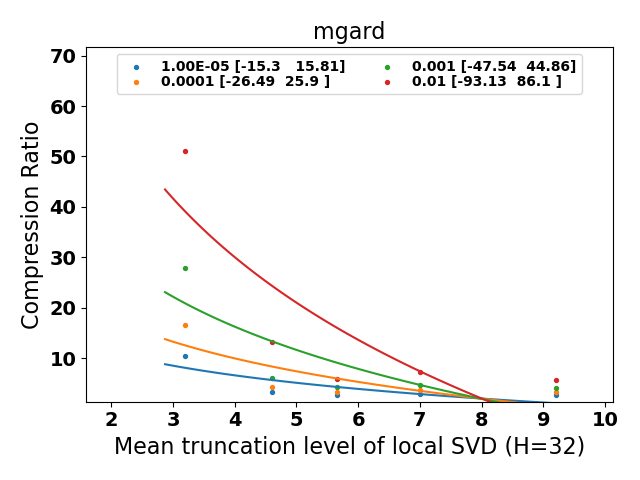 mgard
1.00E-05 [-15.3   15.81]
0.0001 [-26.49  25.9 ]
0.001 [-47.54  44.86]
0.01 [-93.13  86.1 ]
Compression Ratio
70
60
50
40
30
20
10
2 3 4 5 6 7 8 9 10
Mean truncation level of local SVD (H=32)